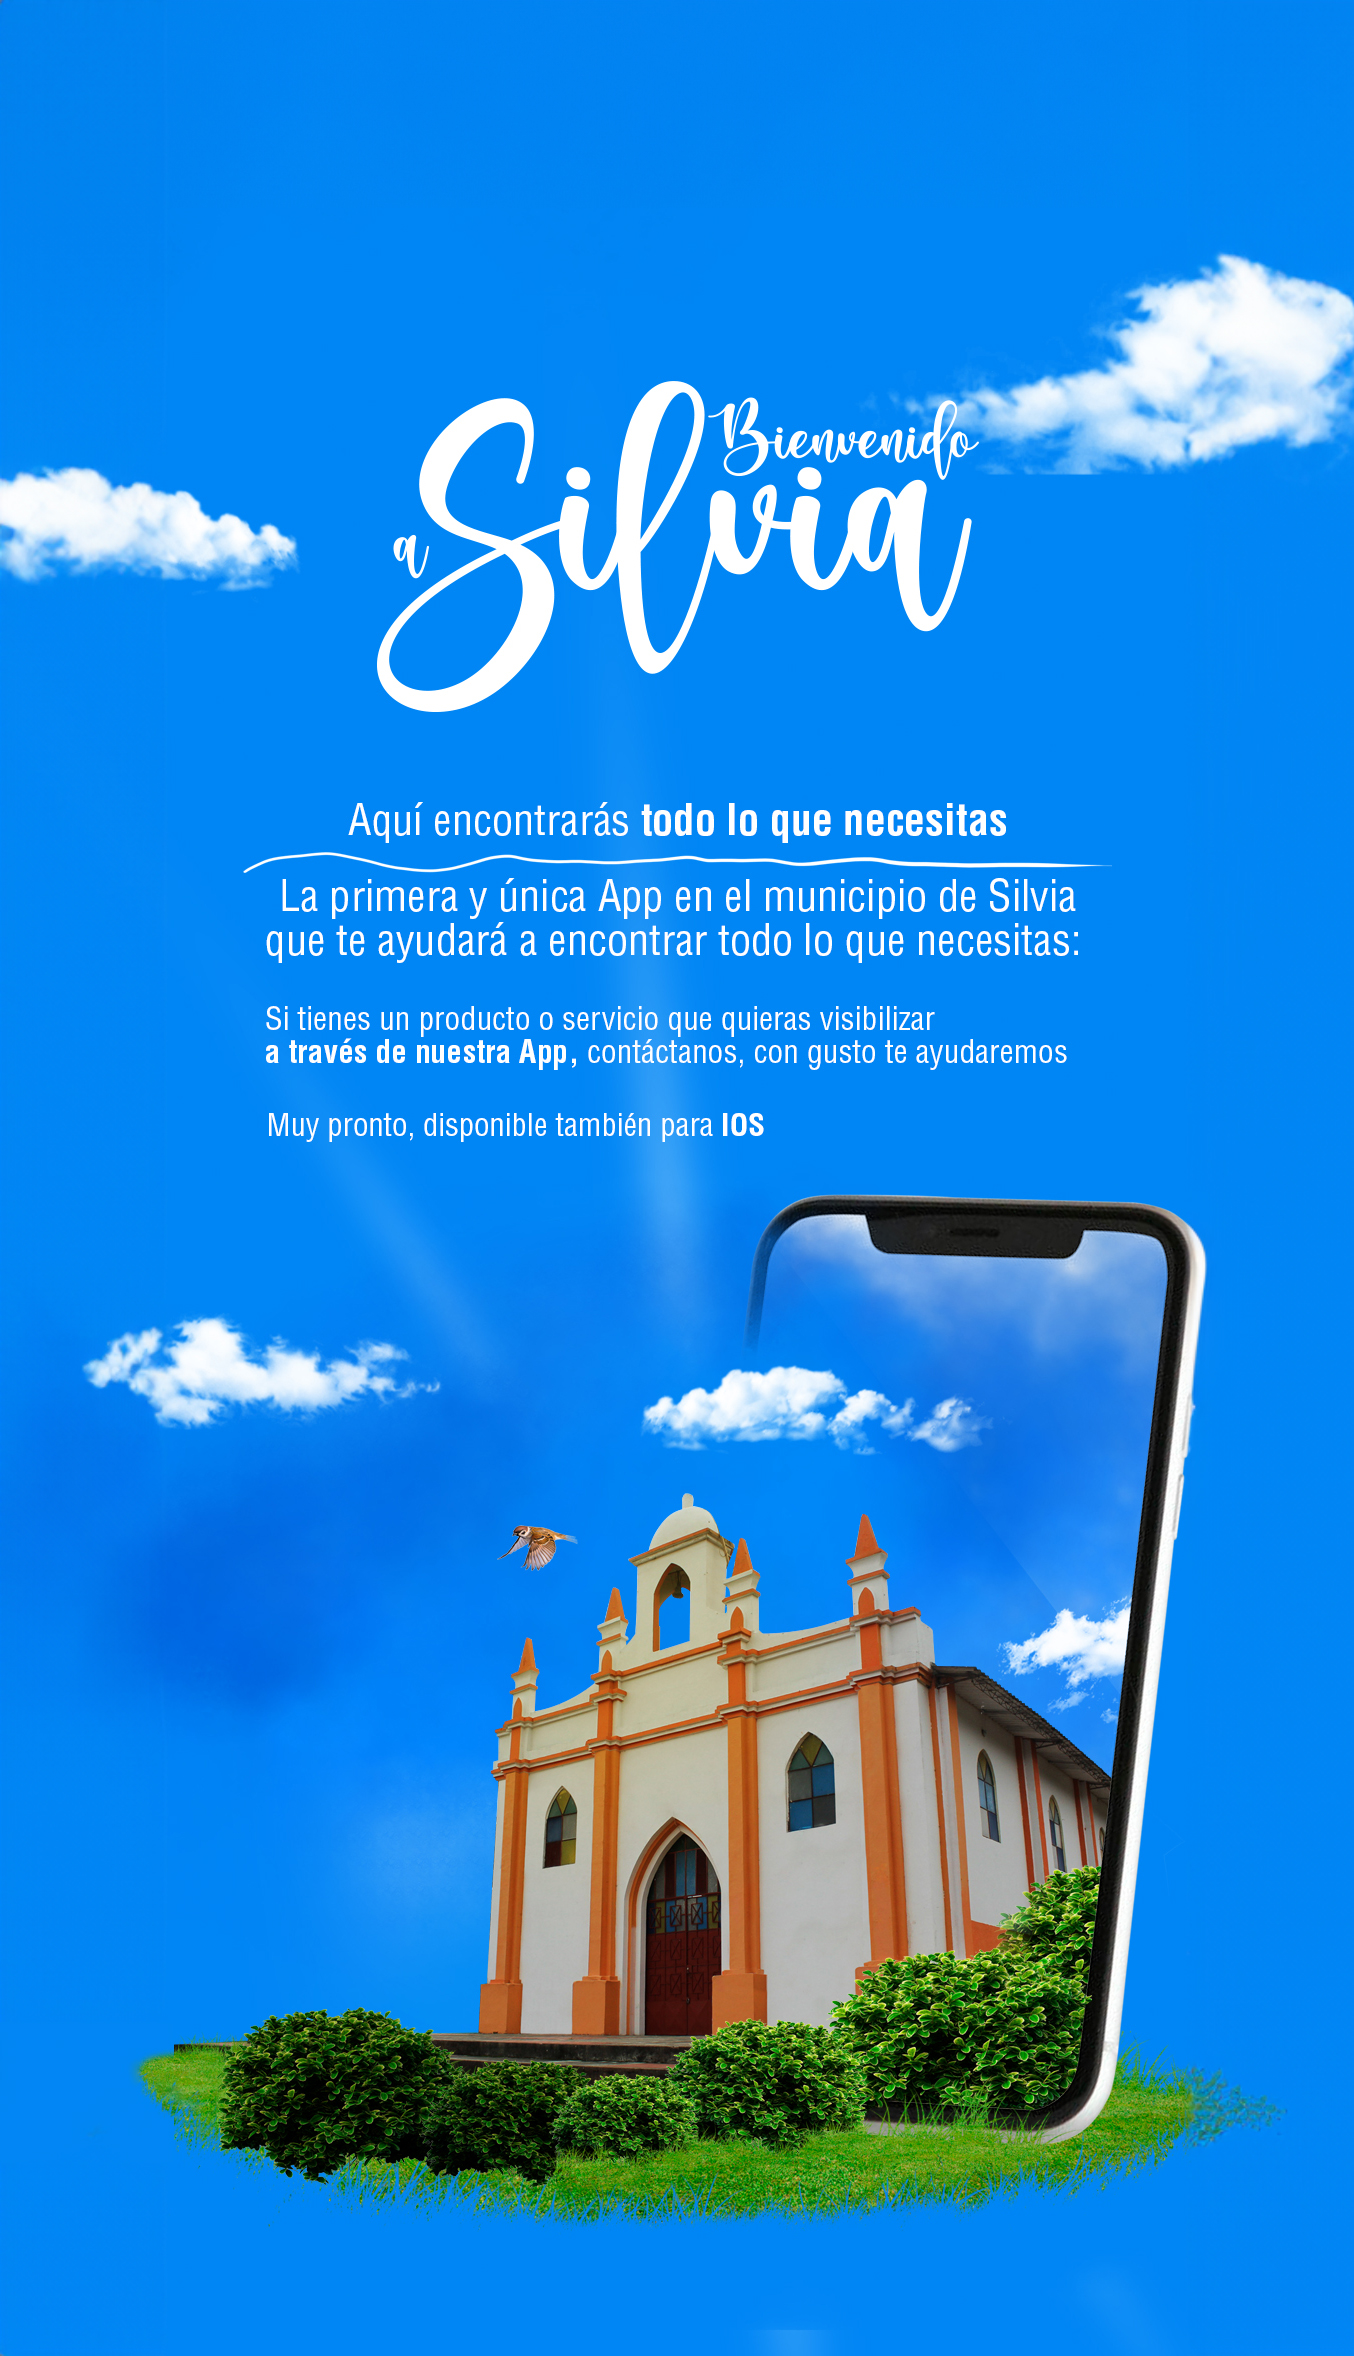 Bienvenido
a Silvia
Aquí encontrarás todo lo que necesitas
La primera y única App en el municipio de Silvia
que te ayudará a encontrar todo lo que necesitas:
Si tienes un producto o servicio que quieras visibilizar
a través de nuestra App, contáctanos, con gusto te ayudaremos
Muy pronto, disponible también para IOS